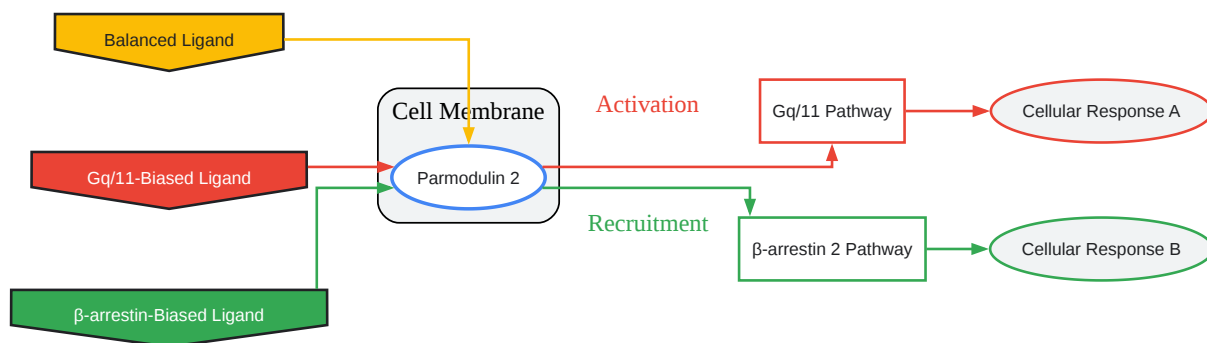 Balanced Ligand
Cell Membrane
Activation
Gq/11 Pathway
Cellular Response A
Gq/11-Biased Ligand
Parmodulin 2
Recruitment
β-arrestin 2 Pathway
Cellular Response B
β-arrestin-Biased Ligand